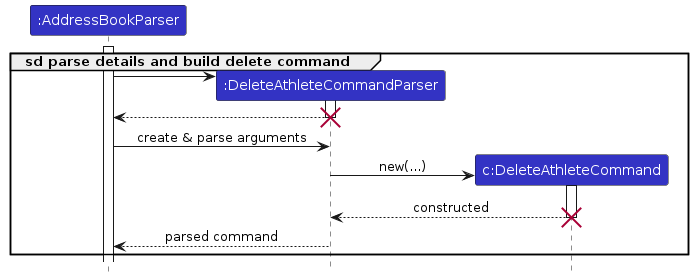 :AddressBookParser
sd parse details and build delete command
:DeleteAthleteCommandParser
create & parse arguments
new(...)
c:DeleteAthleteCommand
constructed
parsed command